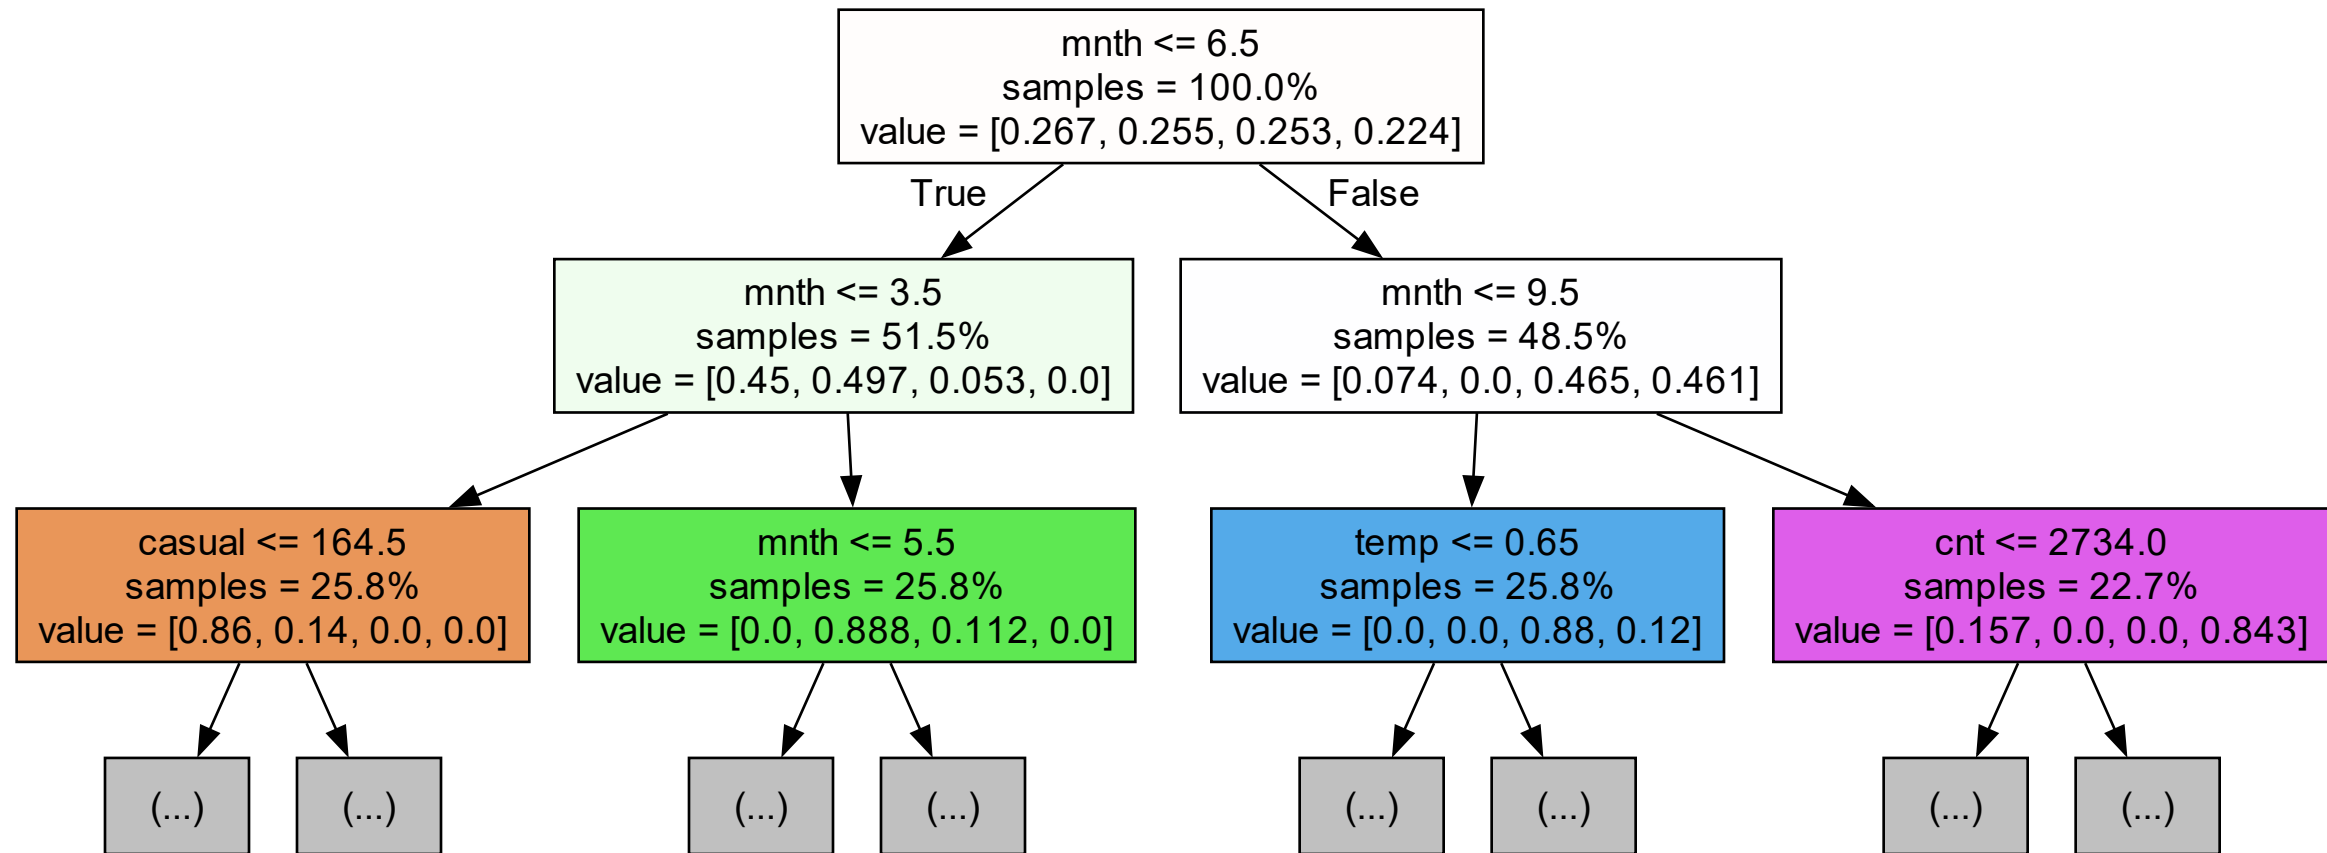 mnth <= 6.5
samples = 100.0%
value = [0.267, 0.255, 0.253, 0.224]
True
False
mnth <= 3.5
samples = 51.5%
value = [0.45, 0.497, 0.053, 0.0]
mnth <= 9.5
samples = 48.5%
value = [0.074, 0.0, 0.465, 0.461]
casual <= 164.5
samples = 25.8%
value = [0.86, 0.14, 0.0, 0.0]
mnth <= 5.5
samples = 25.8%
value = [0.0, 0.888, 0.112, 0.0]
temp <= 0.65
samples = 25.8%
value = [0.0, 0.0, 0.88, 0.12]
cnt <= 2734.0
samples = 22.7%
value = [0.157, 0.0, 0.0, 0.843]
(...)
(...)
(...)
(...)
(...)
(...)
(...)
(...)